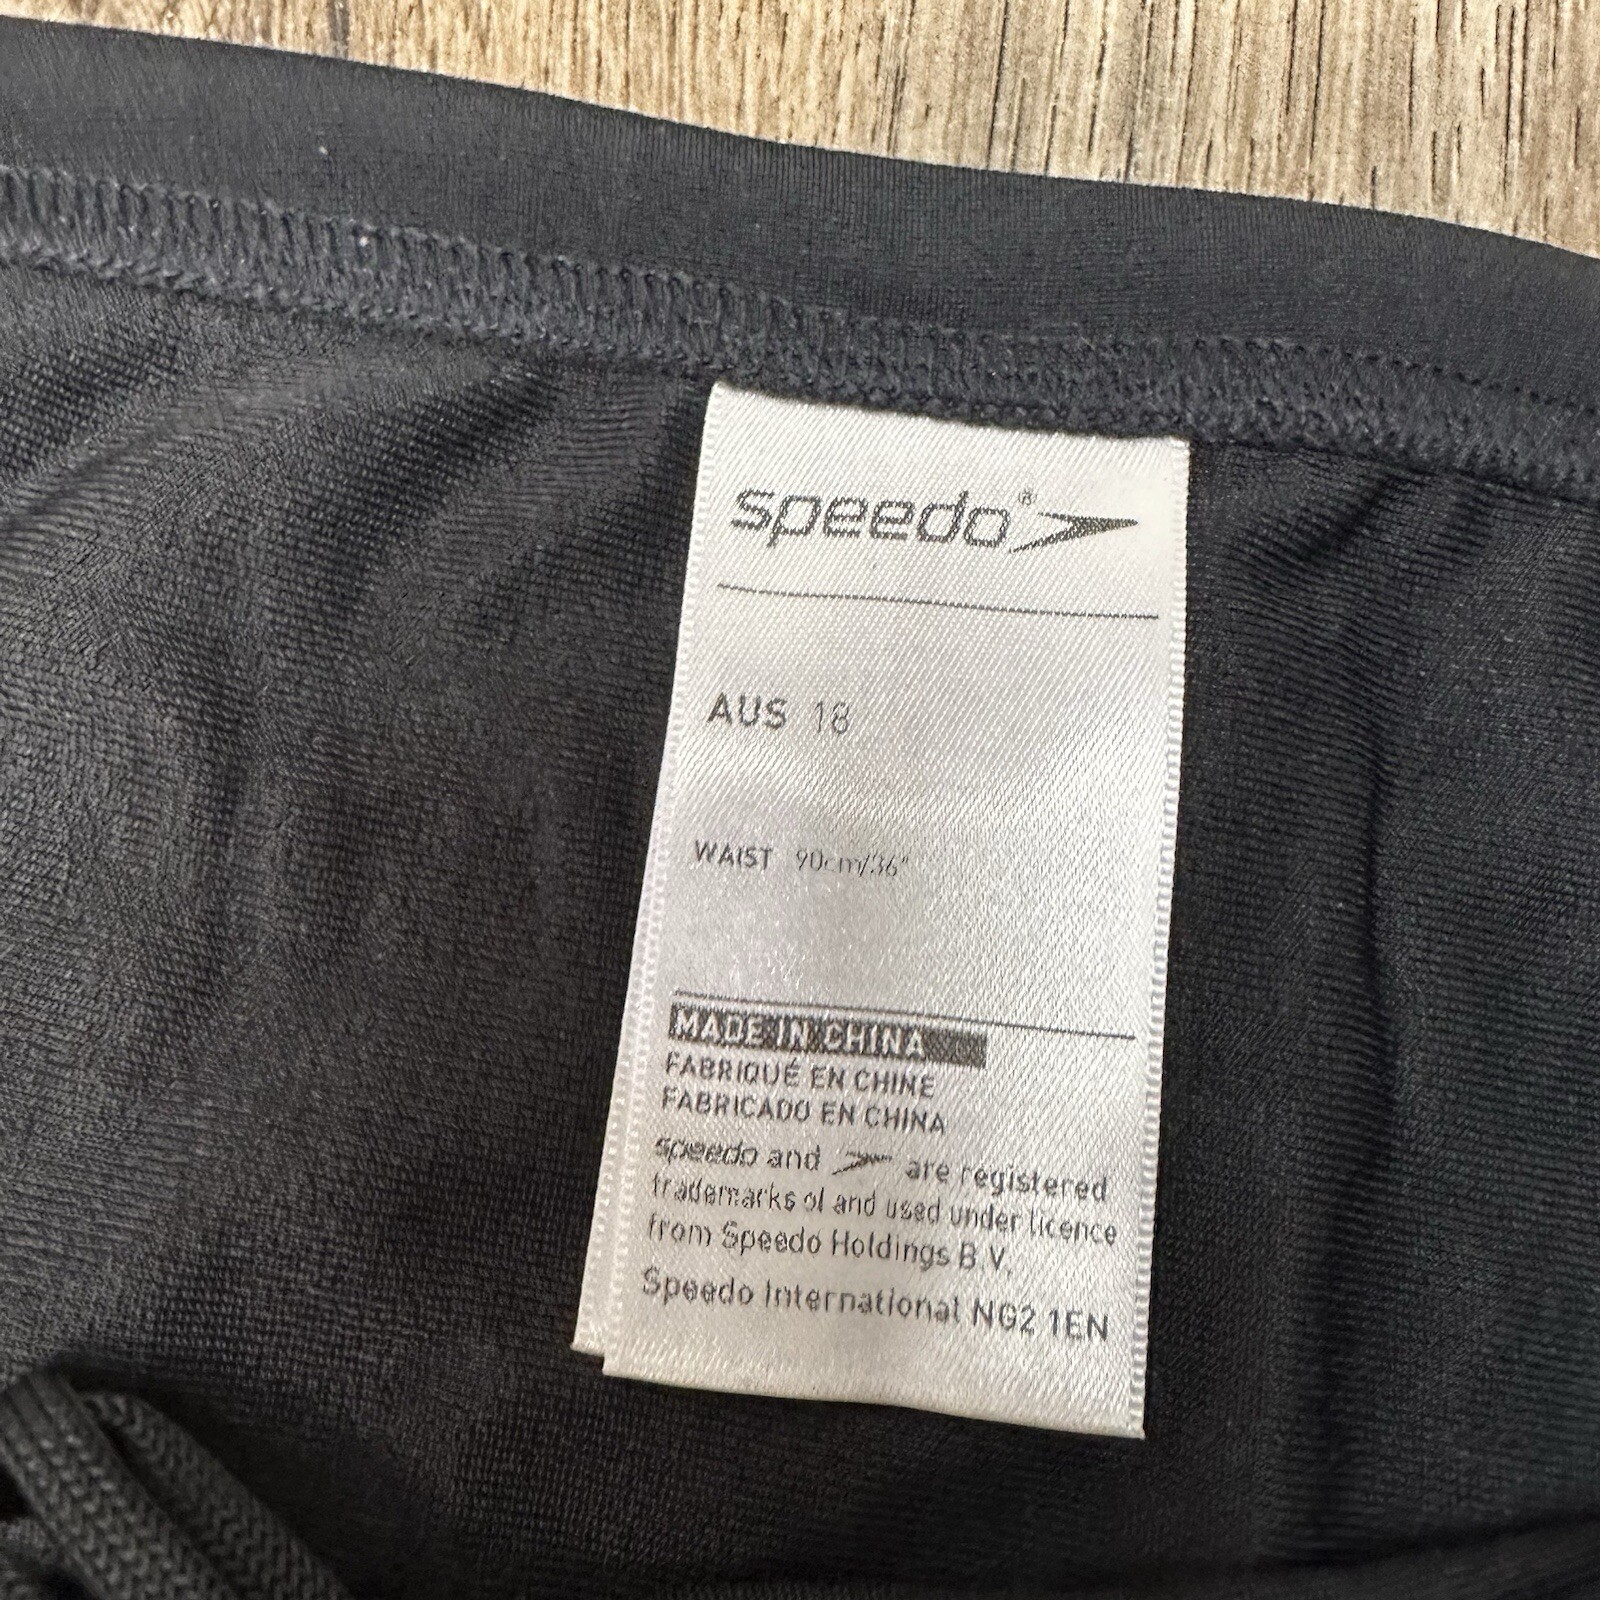 speedo®
AUS 18
WAIST 90cm/36"
MADE IN CHINA
FABRIQUÉ EN CHINE
FABRICADO EN CHINA
speedo and are registered
trademarks of and used under licence
from Speedo Holdings B.V.
Speedo International NG2 1EN